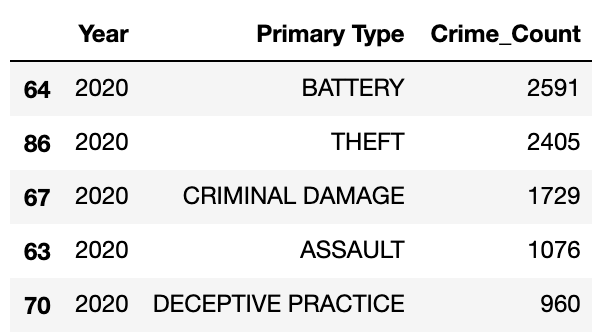 Year Primary Type Crime_Count
64 2020 BATTERY 2591
86 2020 THEFT 2405
67 2020 CRIMINAL DAMAGE 1729
63 2020 ASSAULT 1076
70 2020 DECEPTIVE PRACTICE 960